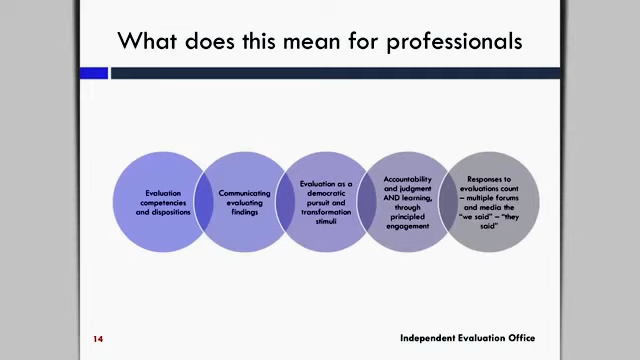 What does this mean for professionals
Evaluation
competencies
and dispositions
Communicating
evaluating
findings
Evaluation as a
democratic
pursuit and
transformation
stimuli
Accountability
and judgment
AND learning,
through
principled
engagement
Responses to
evaluations count
– multiple forums
and media the
"we said" – "they
said"
14
Independent Evaluation Office